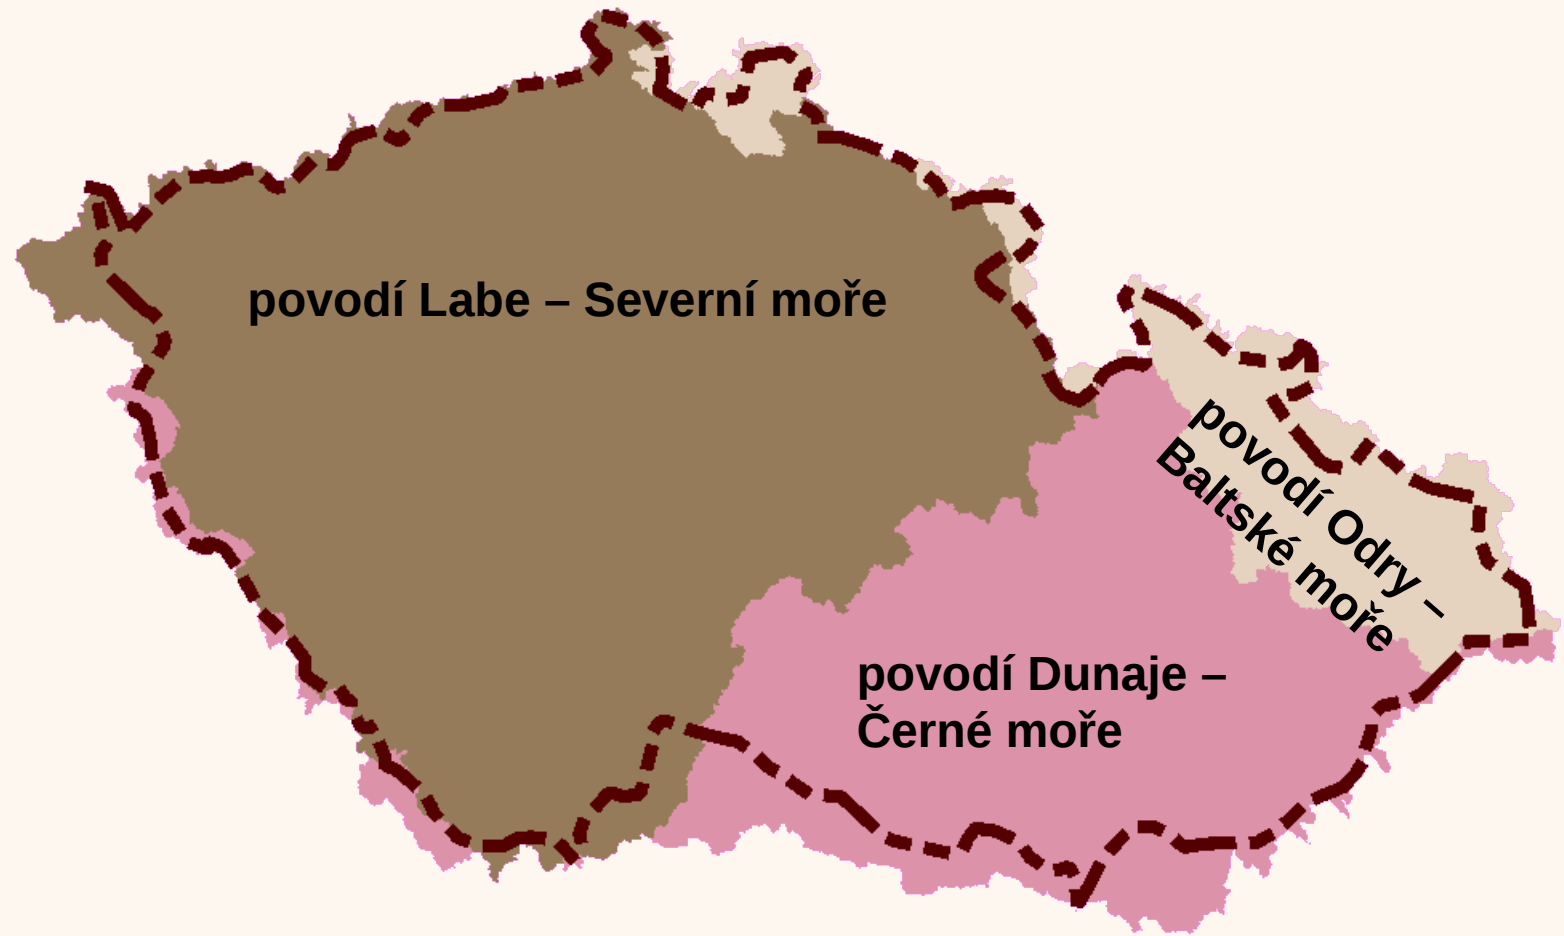 povodí Labe – Severní moře
povodí Odry –
Baltské moře
povodí Dunaje –
Černé moře